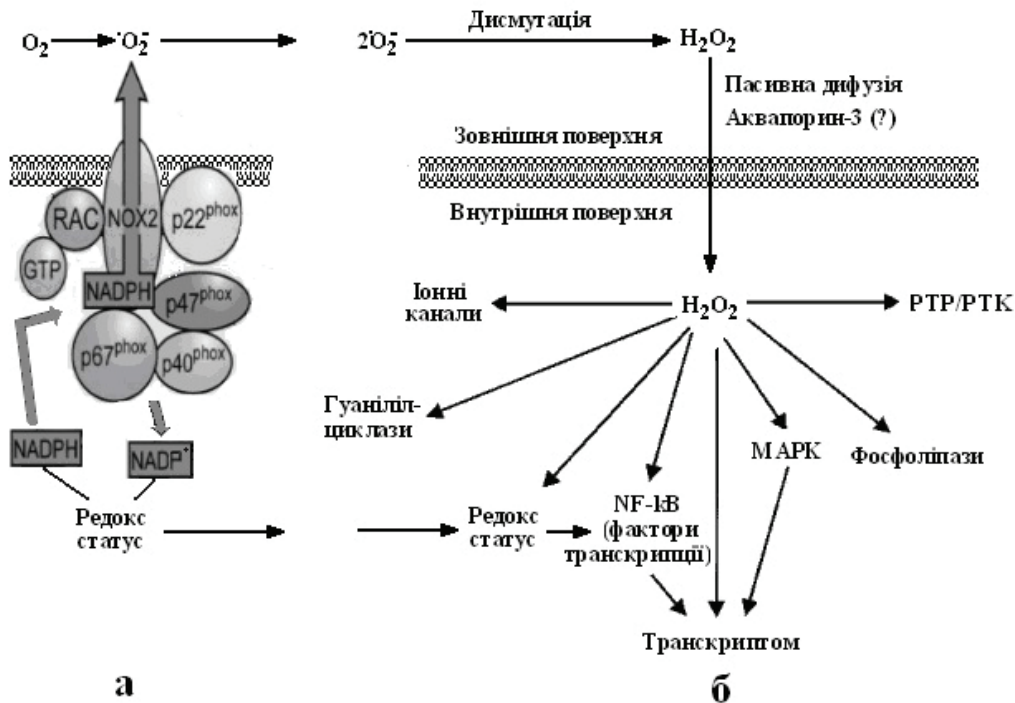 O₂ ˙O₂⁻
RAC NOX2 p22phox
GTP
NADPH
p47phox
p67phox
p40phox
NADPH
NADP⁺
Редокс
статус
а
2˙O₂⁻
Дисмутація
H₂O₂
Пасивна дифузія
Аквапорин-3 (?)
Зовнішня поверхня
Внутрішня поверхня
Іонні
канали
H₂O₂
PTP/PTK
Гуаніліл-
циклази
МАРК
Фосфоліпази
Редокс
статус
NF-kB
(фактори
транскрипції)
Транскриптом
б